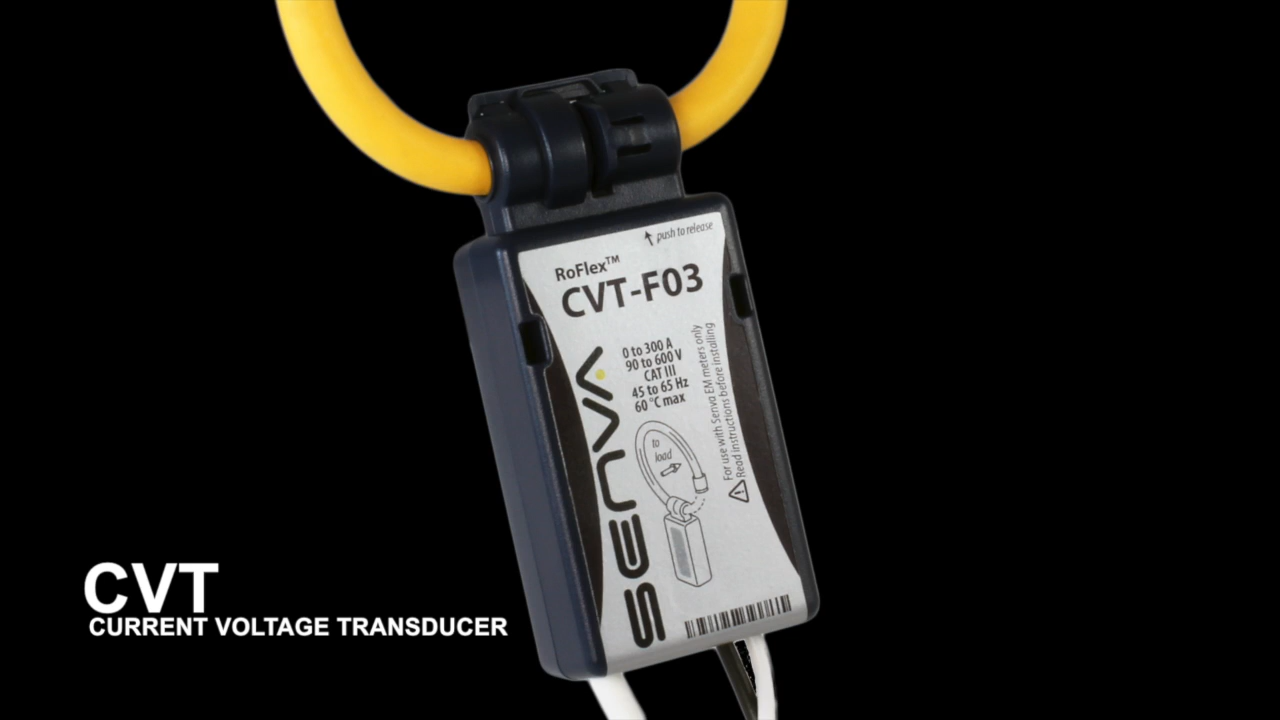 push to release
RoFlex™
CVT-F03
0 to 300 A
90 to 600 V
CAT III
45 to 65 Hz
60 °C max
For use with Senva EM meters only
Read instructions before installing
to
load
SENVA
CVT
CURRENT VOLTAGE TRANSDUCER